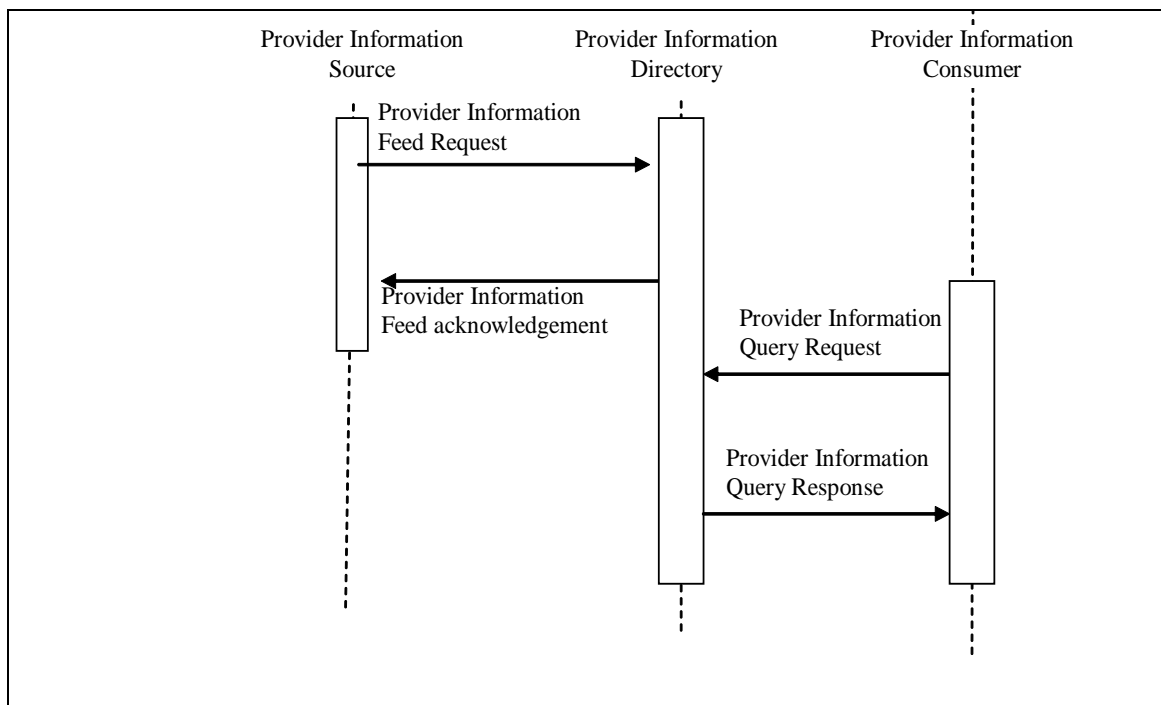 Provider Information
Source
Provider Information
Directory
Provider Information
Consumer
Provider Information
Feed Request
Provider Information
Feed acknowledgement
Provider Information
Query Request
Provider Information
Query Response